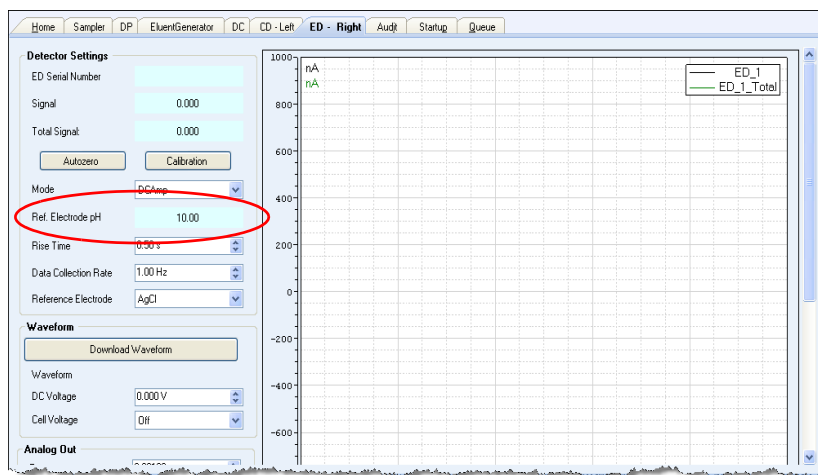 Home Sampler DP EluentGenerator DC CD - Left ED - Right Audit Startup Queue
Detector Settings
ED Serial Number
Signal 0.000
Total Signal: 0.000
Autozero Calibration
Mode DCAmp
Ref. Electrode pH 10.00
Rise Time 0.50 s
Data Collection Rate 1.00 Hz
Reference Electrode AgCl
Waveform
Download Waveform
Waveform
DC Voltage 0.000 V
Cell Voltage Off
Analog Out
1000
800
600
400
200
0
-200
-400
-600
nA
nA
ED_1
ED_1_Total